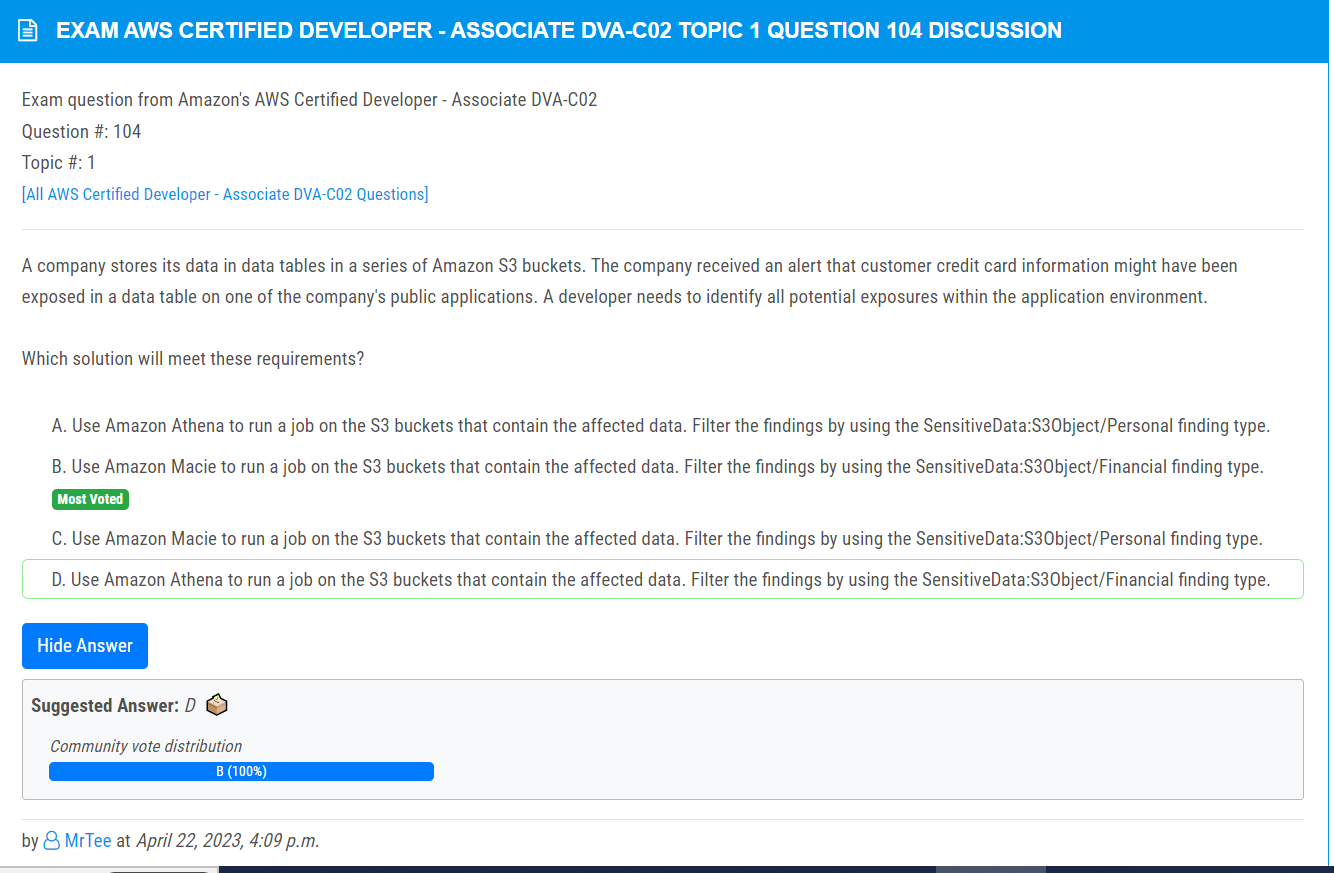 EXAM AWS CERTIFIED DEVELOPER - ASSOCIATE DVA-C02 TOPIC 1 QUESTION 104 DISCUSSION
Exam question from Amazon's AWS Certified Developer - Associate DVA-C02
Question #: 104
Topic #: 1
[All AWS Certified Developer - Associate DVA-C02 Questions]
A company stores its data in data tables in a series of Amazon S3 buckets. The company received an alert that customer credit card information might have been
exposed in a data table on one of the company's public applications. A developer needs to identify all potential exposures within the application environment.
Which solution will meet these requirements?
A. Use Amazon Athena to run a job on the S3 buckets that contain the affected data. Filter the findings by using the SensitiveData:S3Object/Personal finding type.
B. Use Amazon Macie to run a job on the S3 buckets that contain the affected data. Filter the findings by using the SensitiveData:S3Object/Financial finding type.
Most Voted
C. Use Amazon Macie to run a job on the S3 buckets that contain the affected data. Filter the findings by using the SensitiveData:S3Object/Personal finding type.
D. Use Amazon Athena to run a job on the S3 buckets that contain the affected data. Filter the findings by using the SensitiveData:S3Object/Financial finding type.
Hide Answer
Suggested Answer: D
Community vote distribution
B (100%)
by MrTee at April 22, 2023, 4:09 p.m.